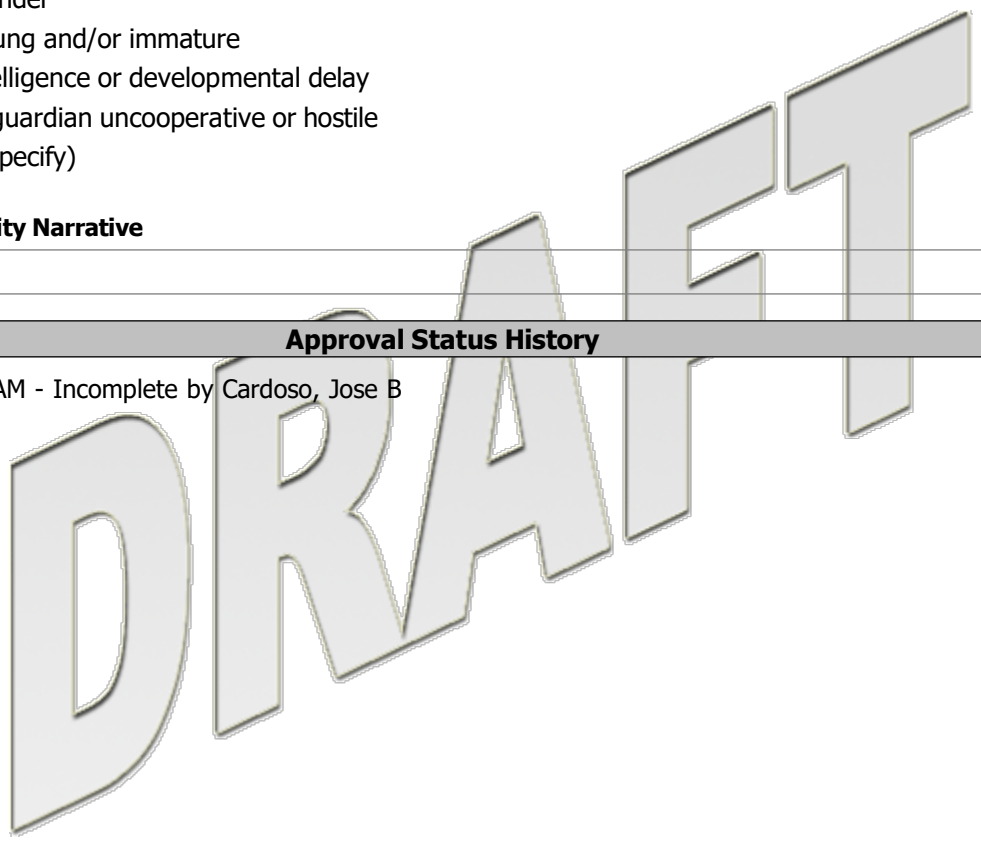 nder
ung and/or immature
elligence or developmental delay
guardian uncooperative or hostile
pecify)
ity Narrative
Approval Status History
AM - Incomplete by Cardoso, Jose B
DRAFT